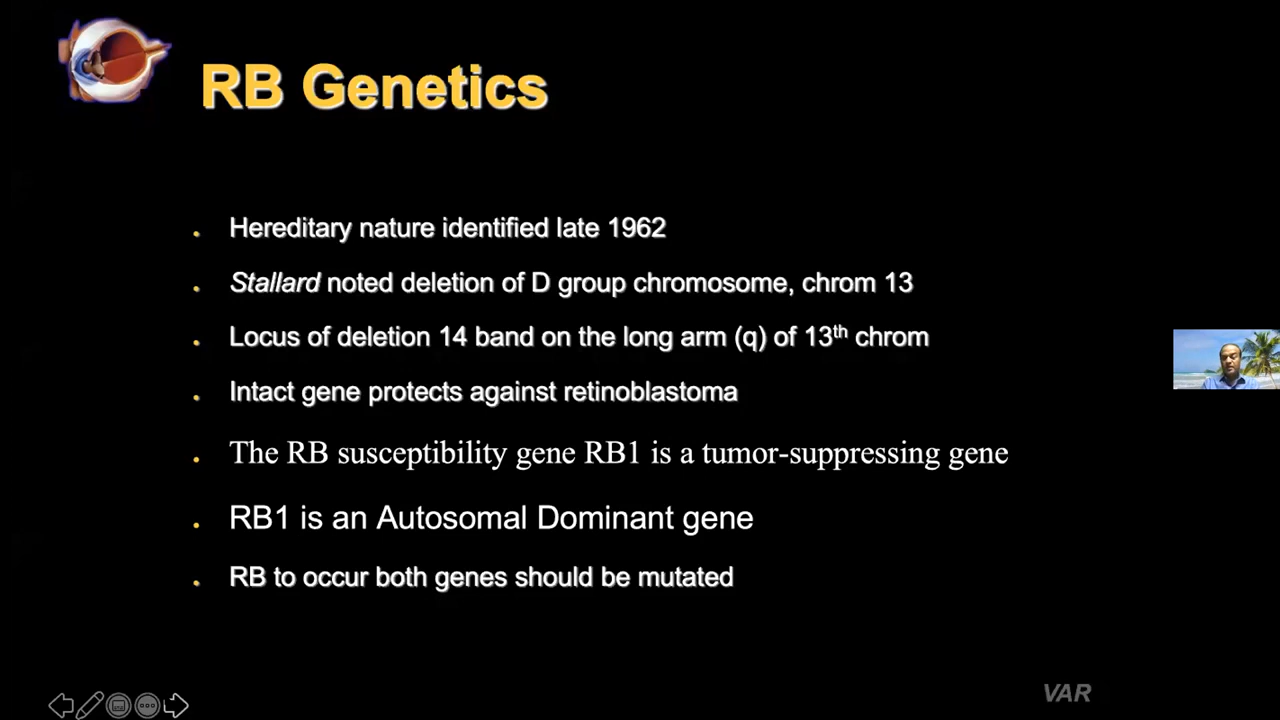 RB Genetics
Hereditary nature identified late 1962
Stallard noted deletion of D group chromosome, chrom 13
Locus of deletion 14 band on the long arm (q) of 13th chrom
Intact gene protects against retinoblastoma
The RB susceptibility gene RB1 is a tumor-suppressing gene
RB1 is an Autosomal Dominant gene
RB to occur both genes should be mutated
VAR